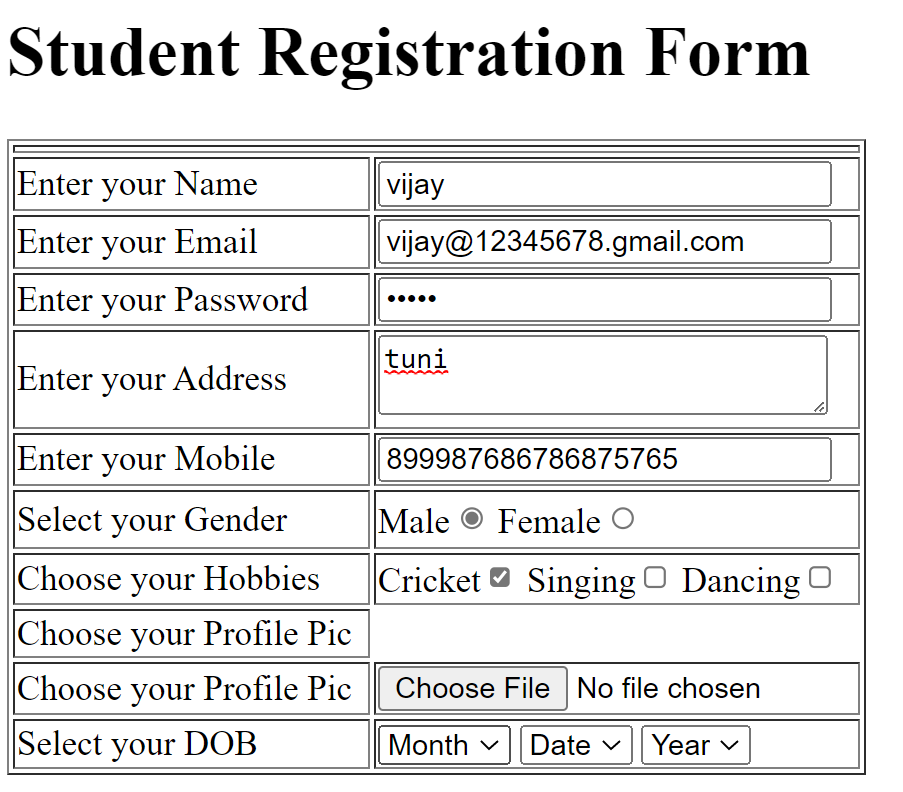 Student Registration Form
Enter your Name vijay
Enter your Email vijay@12345678.gmail.com
Enter your Password •••••
Enter your Address tuni
Enter your Mobile 899987686786875765
Select your Gender Male Female
Choose your Hobbies Cricket Singing Dancing
Choose your Profile Pic
Choose your Profile Pic Choose File No file chosen
Select your DOB Month Date Year